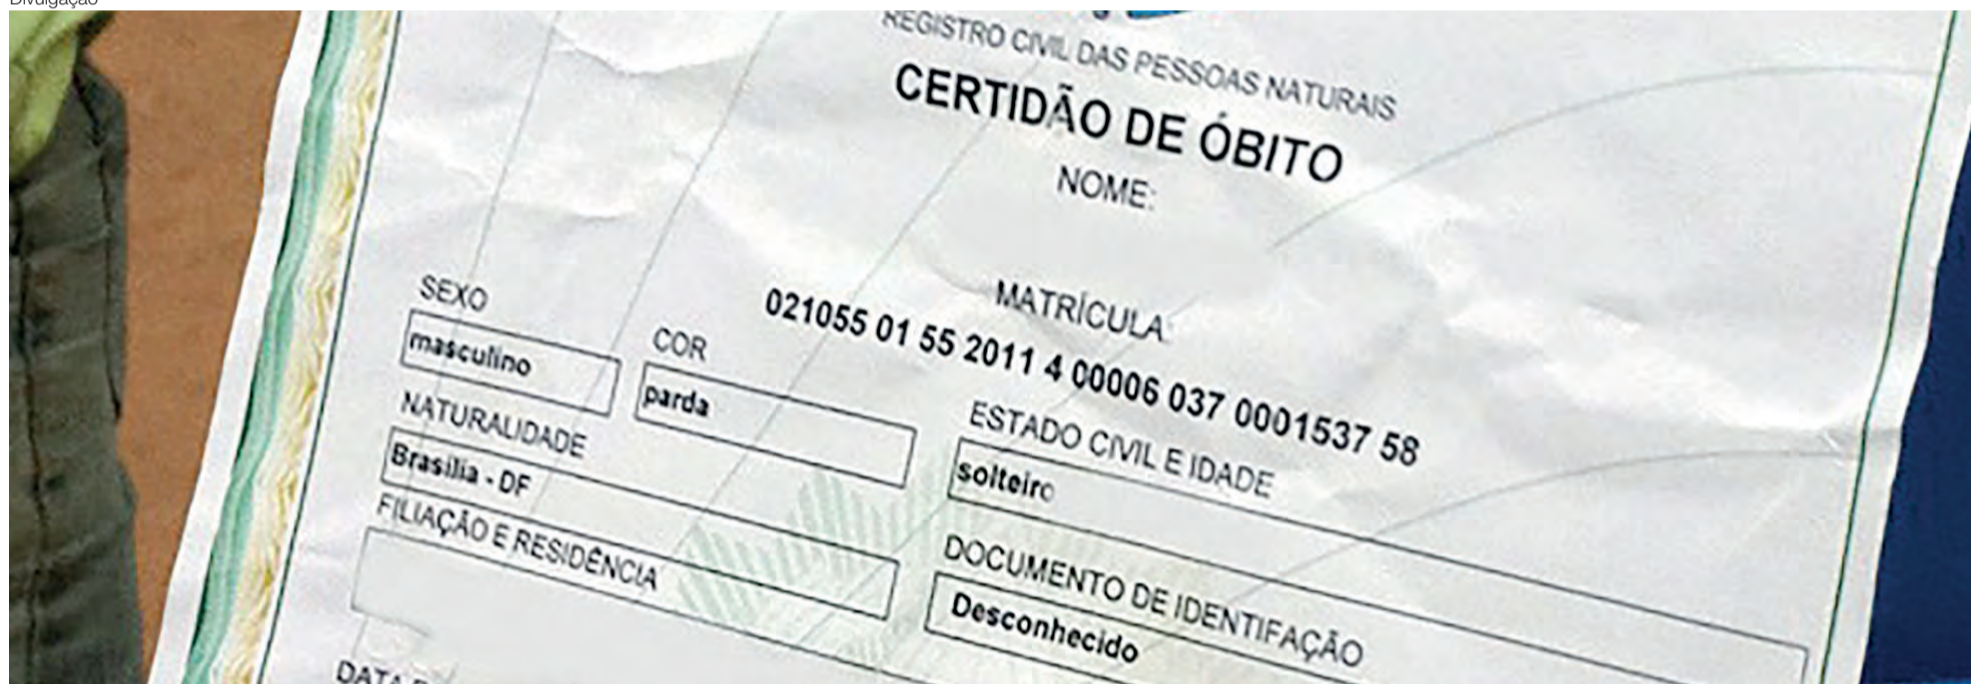 Divulgação
REGISTRO CIVIL DAS PESSOAS NATURAIS
CERTIDÃO DE ÓBITO
NOME:
MATRÍCULA:
021055 01 55 2011 4 00006 037 0001537 58
SEXO
masculino
COR
parda
ESTADO CIVIL E IDADE
solteiro
NATURALIDADE
Brasília - DF
DOCUMENTO DE IDENTIFAÇÃO
Desconhecido
FILIAÇÃO E RESIDÊNCIA
DATA